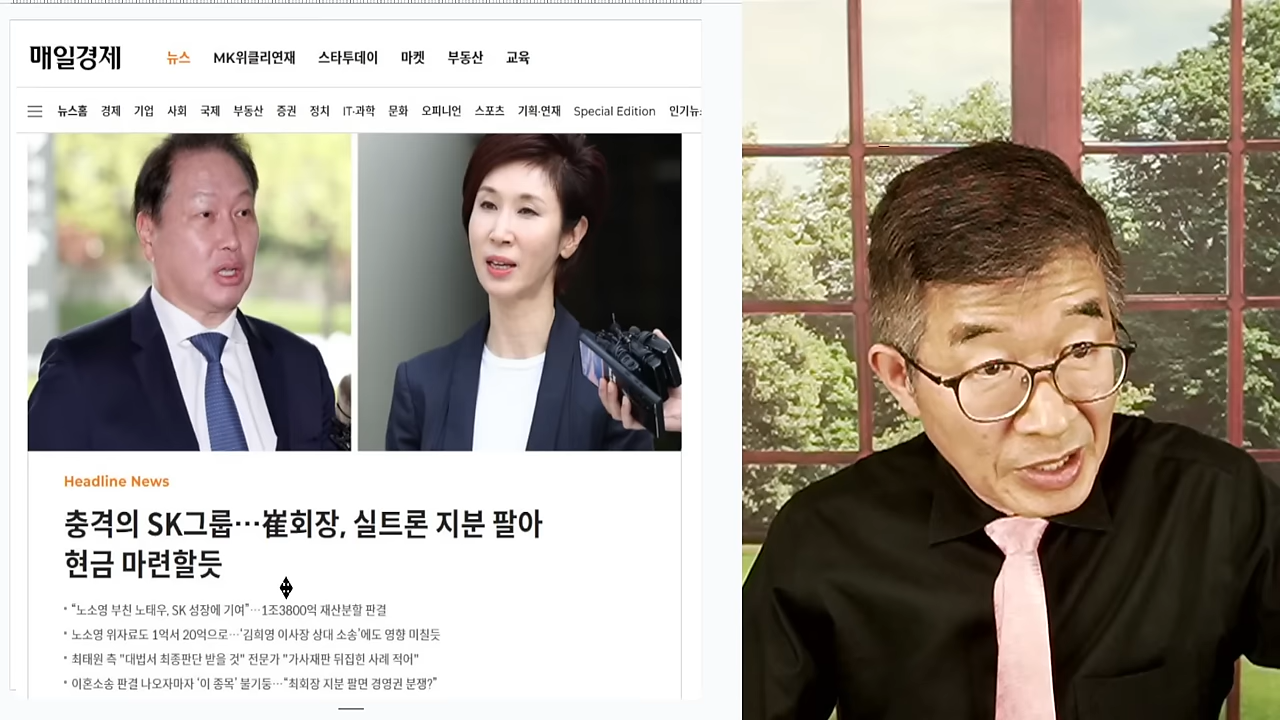 매일경제
뉴스 MK위클리연재 스타투데이 마켓 부동산 교육
뉴스홈 경제 기업 사회 국제 부동산 증권 정치 IT·과학 문화 오피니언 스포츠 기획·연재 Special Edition 인기뉴
Headline News
충격의 SK그룹…崔회장, 실트론 지분 팔아
현금 마련할듯
• “노소영 부친 노태우, SK 성장에 기여”…1조3800억 재산분할 판결
• 노소영 위자료도 1억서 20억으로…‘김희영 이사장 상대 소송’에도 영향 미칠듯
• 최태원 측 "대법서 최종판단 받을 것" 전문가 "가사재판 뒤집힌 사례 적어"
• 이혼소송 판결 나오자마자 ‘이 종목’ 불기둥…“최회장 지분 팔면 경영권 분쟁?”